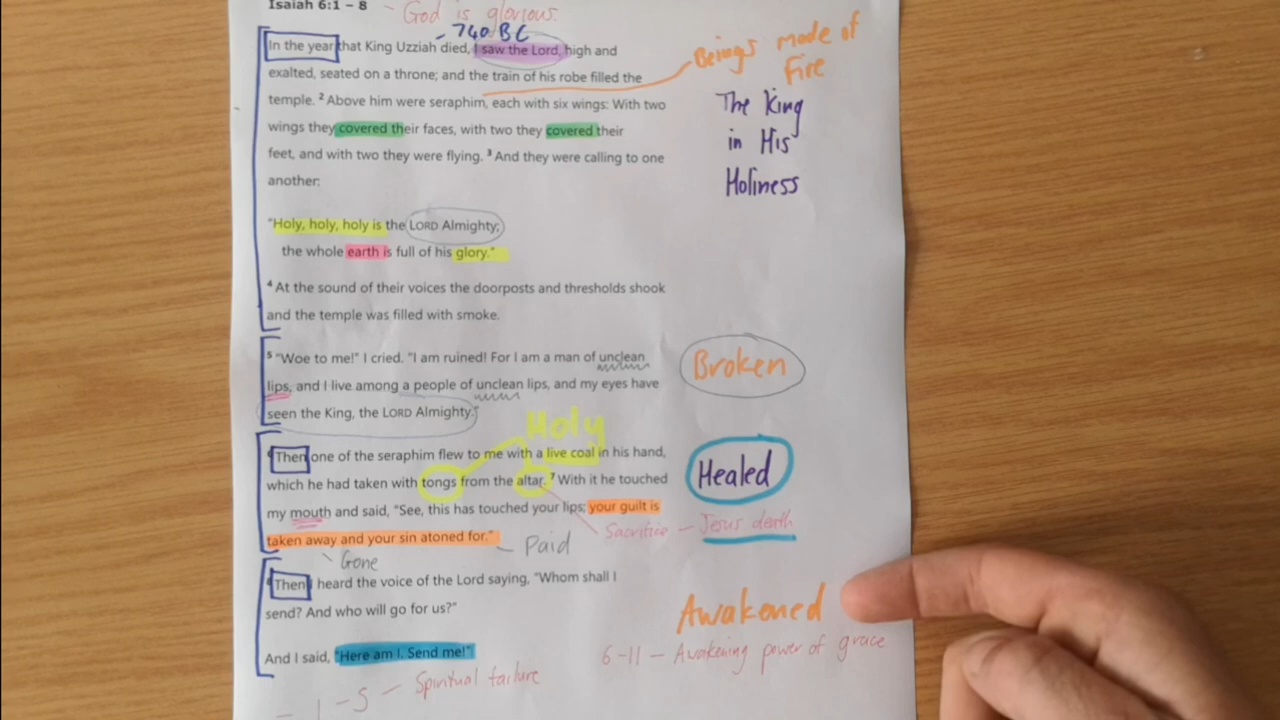 Isaiah 6:1 – 8 - God is glorious.
- 740 BC
In the year that King Uzziah died, I saw the Lord, high and
exalted, seated on a throne; and the train of his robe filled the
temple. 2 Above him were seraphim, each with six wings: With two
wings they covered their faces, with two they covered their
feet, and with two they were flying. 3 And they were calling to one
another:
Beings made of
fire
The King
in His
Holiness
"Holy, holy, holy is the LORD Almighty;
the whole earth is full of his glory."
4 At the sound of their voices the doorposts and thresholds shook
and the temple was filled with smoke.
5 "Woe to me!" I cried. "I am ruined! For I am a man of unclean
lips, and I live among a people of unclean lips, and my eyes have
seen the King, the LORD Almighty."
Broken
Holy
Then one of the seraphim flew to me with a live coal in his hand,
which he had taken with tongs from the altar. 7 With it he touched
my mouth and said, "See, this has touched your lips; your guilt is
taken away and your sin atoned for."
Healed
Sacrifice - Jesus death
- Paid
Gone
Then I heard the voice of the Lord saying, "Whom shall I
send? And who will go for us?"
Awakened
And I said, "Here am I. Send me!"
6-11 - Awakening power of grace
- 1-5 - Spiritual failure